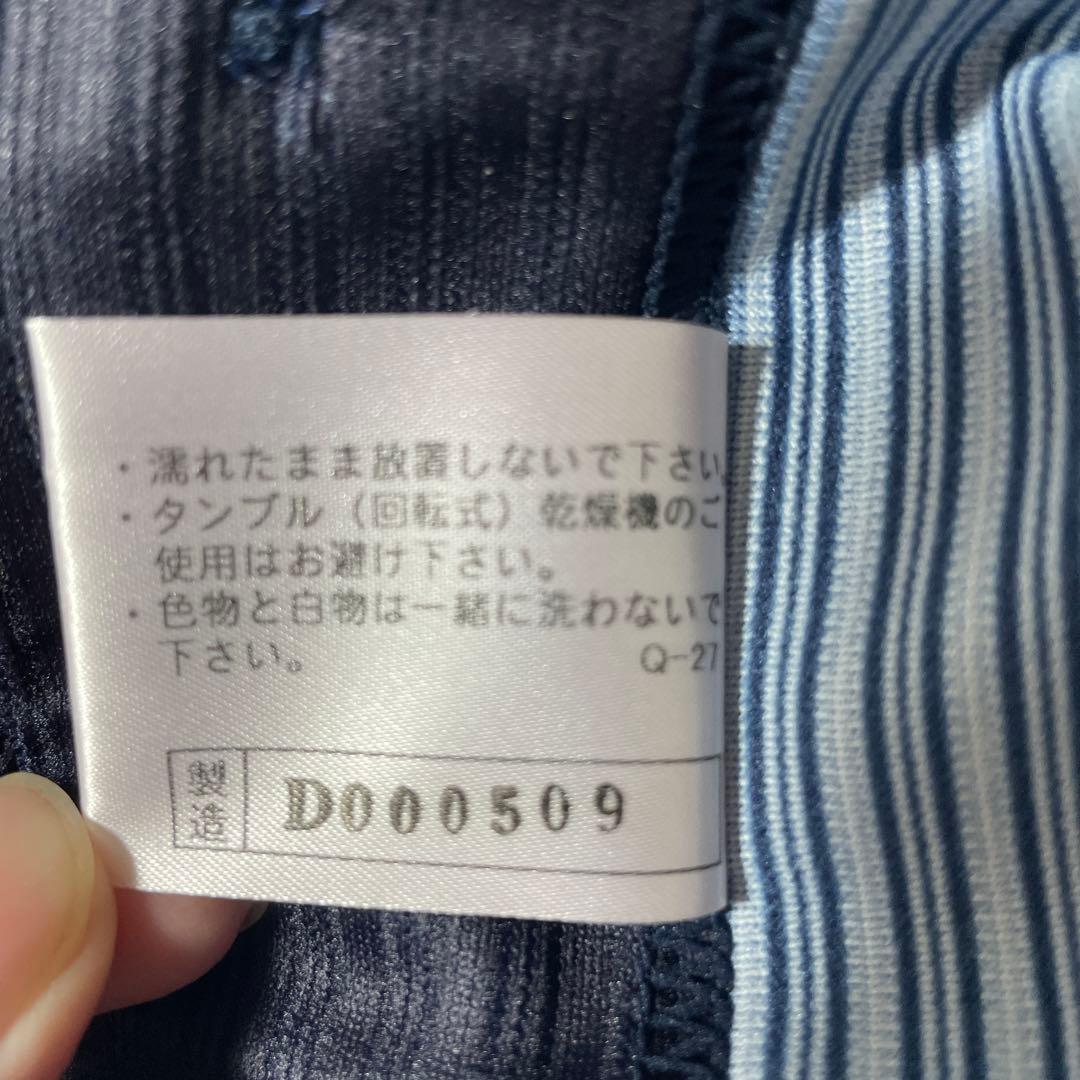 ・濡れたまま放置しないで下さい
・タンブル（回転式）乾燥機のご
使用はお避け下さい。
・色物と白物は一緒に洗わないで
下さい。 Q-27
製造 D000509